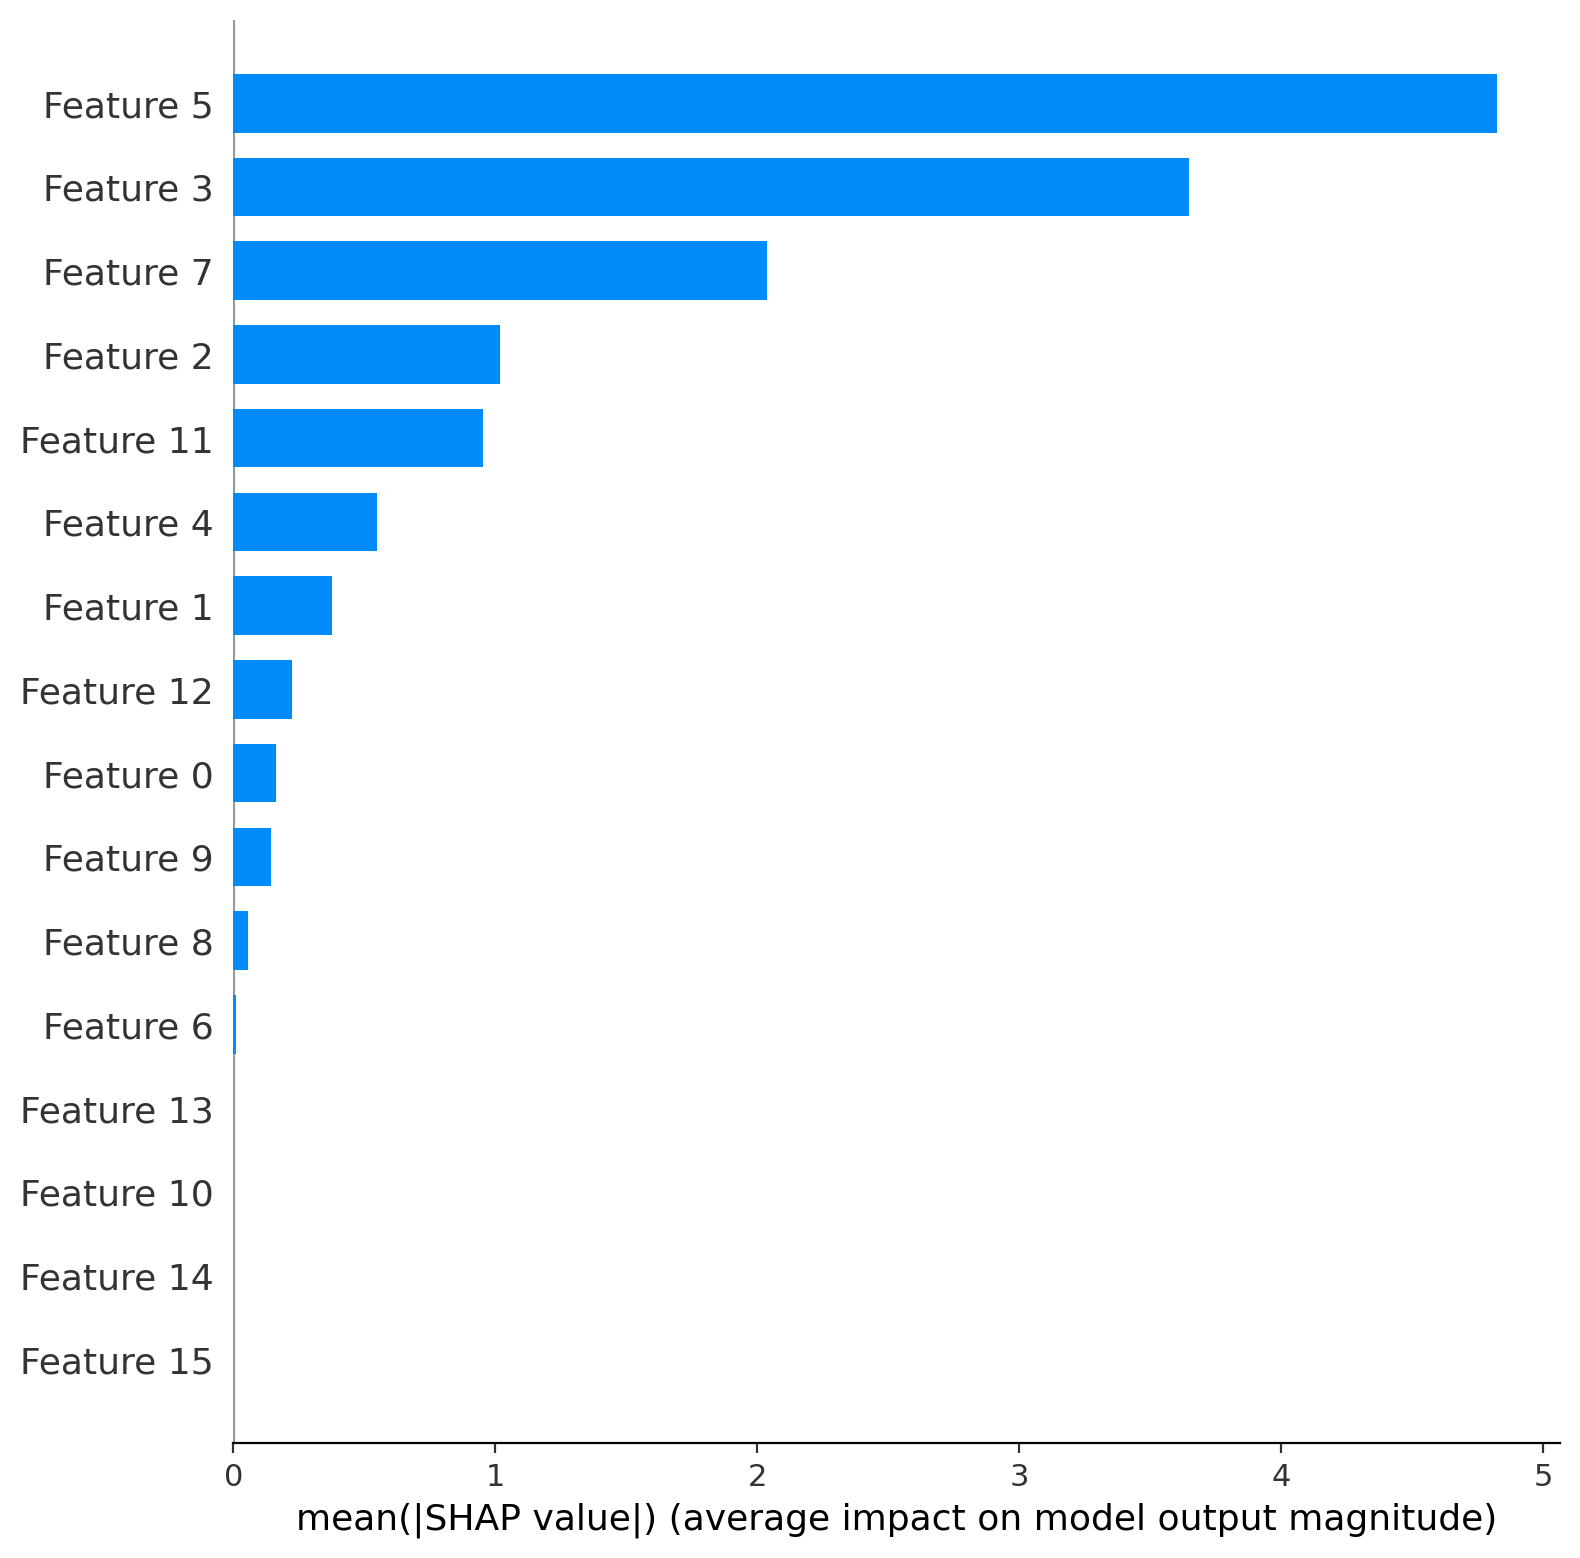 Feature 5
Feature 3
Feature 7
Feature 2
Feature 11
Feature 4
Feature 1
Feature 12
Feature 0
Feature 9
Feature 8
Feature 6
Feature 13
Feature 10
Feature 14
Feature 15
0 1 2 3 4 5
mean(|SHAP value|) (average impact on model output magnitude)